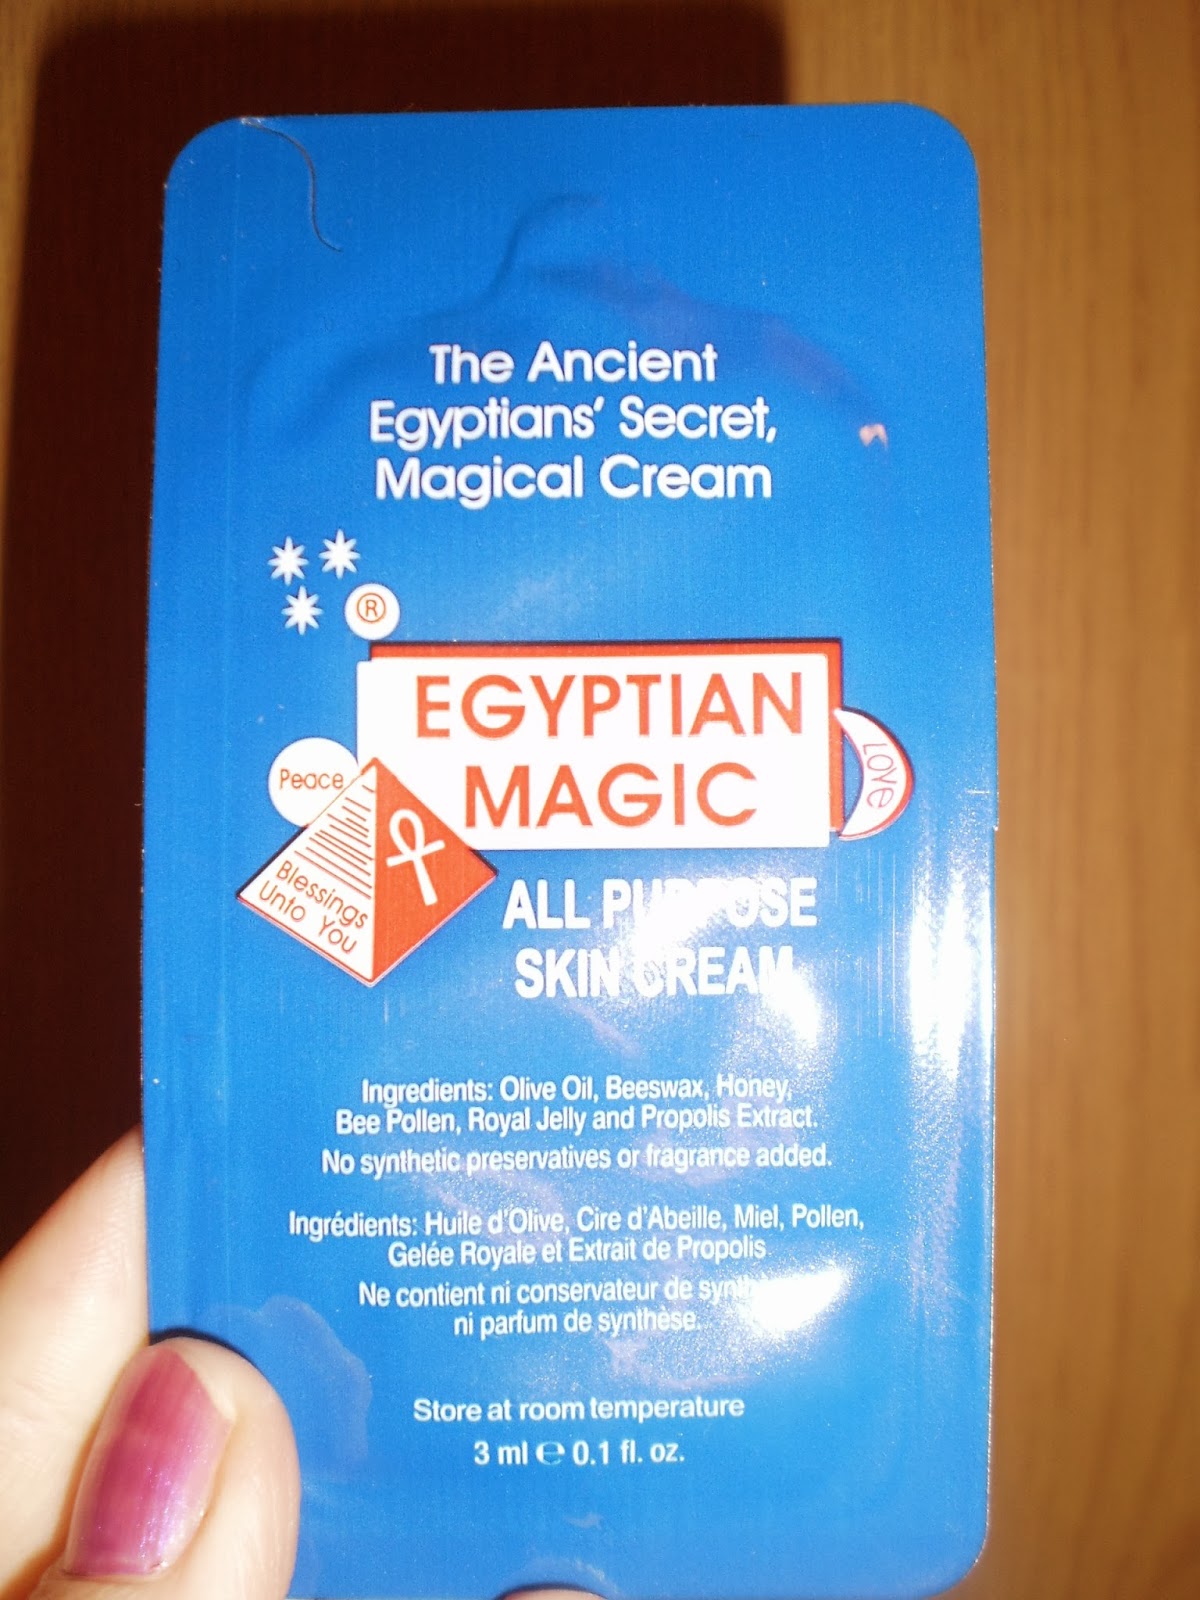 The Ancient
Egyptians' Secret,
Magical Cream
®
EGYPTIAN
MAGIC
Peace
LOVE
Blessings
Unto You
ALL PURPOSE
SKIN CREAM
Ingredients: Olive Oil, Beeswax, Honey,
Bee Pollen, Royal Jelly and Propolis Extract.
No synthetic preservatives or fragrance added.
Ingrédients: Huile d'Olive, Cire d'Abeille, Miel, Pollen,
Gelée Royale et Extrait de Propolis
Ne contient ni conservateur de
ni parfum de synthèse.
Store at room temperature
3 ml ℮ 0.1 fl. oz.